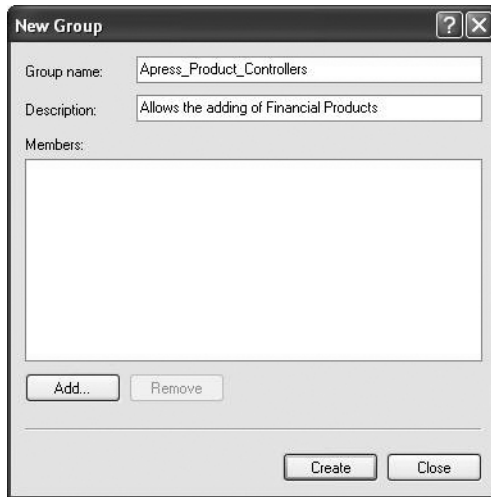 New Group
Group name: Apress_Product_Controllers
Description: Allows the adding of Financial Products
Members:
Add... Remove
Create Close